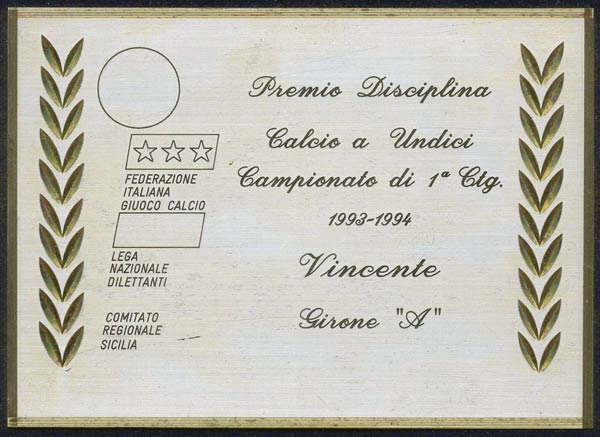 FEDERAZIONE
ITALIANA
GIUOCO CALCIO
LEGA
NAZIONALE
DILETTANTI
COMITATO
REGIONALE
SICILIA
Premio Disciplina
Calcio a Undici
Campionato di 1ª Ctg.
1993-1994
Vincente
Girone "A"